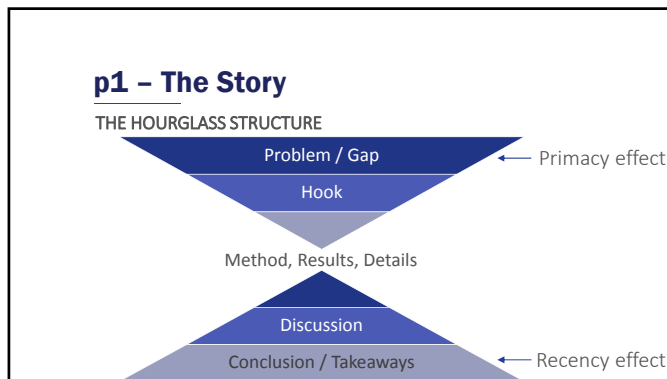 p1 – The Story
THE HOURGLASS STRUCTURE
Problem / Gap
Primacy effect
Hook
Method, Results, Details
Discussion
Conclusion / Takeaways
Recency effect